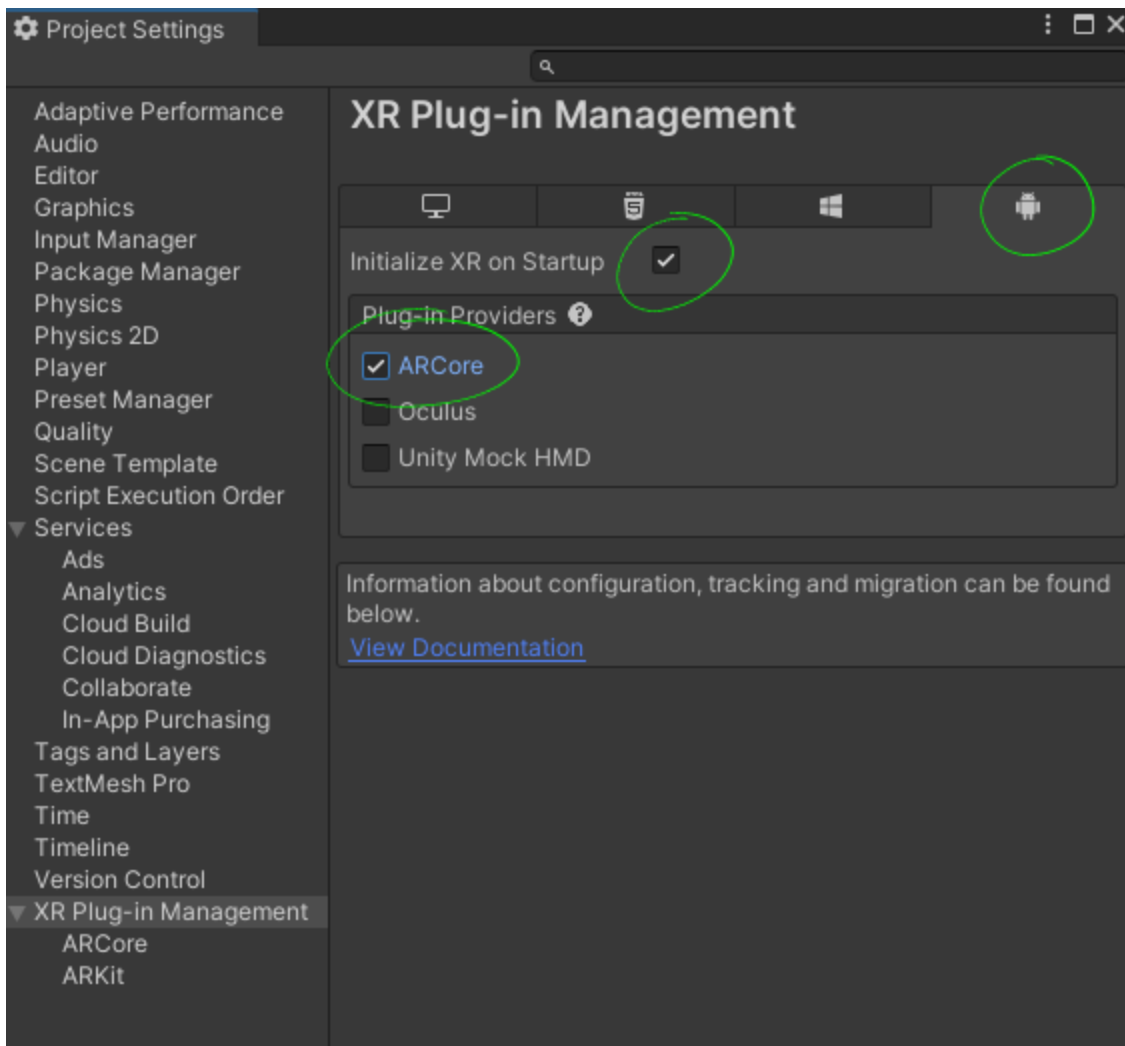 Project Settings
Adaptive Performance
Audio
Editor
Graphics
Input Manager
Package Manager
Physics
Physics 2D
Player
Preset Manager
Quality
Scene Template
Script Execution Order
Services
Ads
Analytics
Cloud Build
Cloud Diagnostics
Collaborate
In-App Purchasing
Tags and Layers
TextMesh Pro
Time
Timeline
Version Control
XR Plug-in Management
ARCore
ARKit
XR Plug-in Management
5
Initialize XR on Startup
Plug-in Providers ?
ARCore
Oculus
Unity Mock HMD
Information about configuration, tracking and migration can be found
below.
View Documentation